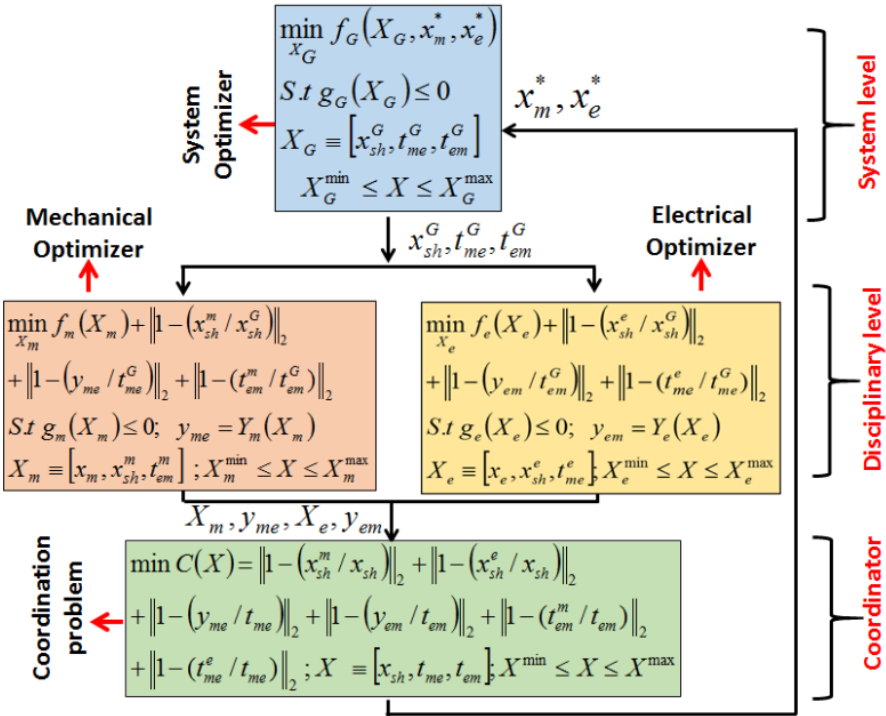 min f_G(X_G, x_m^*, x_e^*)
X_G
S.t g_G(X_G) ≤ 0
X_G ≡ [x_sh^G, t_me^G, t_em^G]
X_G^min ≤ X ≤ X_G^max
System Optimizer
x_m^*, x_e^*
System level
Mechanical
Optimizer
x_sh^G, t_me^G, t_em^G
Electrical
Optimizer
min f_m(X_m) + ‖1 − (x_sh^m / x_sh^G)‖_2
X_m
+ ‖1 − (y_me / t_me^G)‖_2 + ‖1 − (t_em^m / t_em^G)‖_2
S.t g_m(X_m) ≤ 0; y_me = Y_m(X_m)
X_m ≡ [x_m, x_sh^m, t_em^m] ; X_m^min ≤ X ≤ X_m^max
min f_e(X_e) + ‖1 − (x_sh^e / x_sh^G)‖_2
X_e
+ ‖1 − (y_em / t_em^G)‖_2 + ‖1 − (t_me^e / t_me^G)‖_2
S.t g_e(X_e) ≤ 0; y_em = Y_e(X_e)
X_e ≡ [x_e, x_sh^e, t_me^e]; X_e^min ≤ X ≤ X_e^max
Disciplinary level
X_m, y_me, X_e, y_em
min C(X) = ‖1 − (x_sh^m / x_sh)‖_2 + ‖1 − (x_sh^e / x_sh)‖_2
+ ‖1 − (y_me / t_me)‖_2 + ‖1 − (y_em / t_em)‖_2 + ‖1 − (t_em^m / t_em)‖_2
+ ‖1 − (t_me^e / t_me)‖_2 ; X ≡ [x_sh, t_me, t_em]; X^min ≤ X ≤ X^max
Coordination
problem
Coordinator